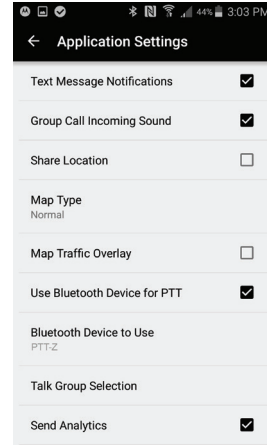 44% 3:03 PM
Application Settings
Text Message Notifications
Group Call Incoming Sound
Share Location
Map Type
Normal
Map Traffic Overlay
Use Bluetooth Device for PTT
Bluetooth Device to Use
PTT-Z
Talk Group Selection
Send Analytics